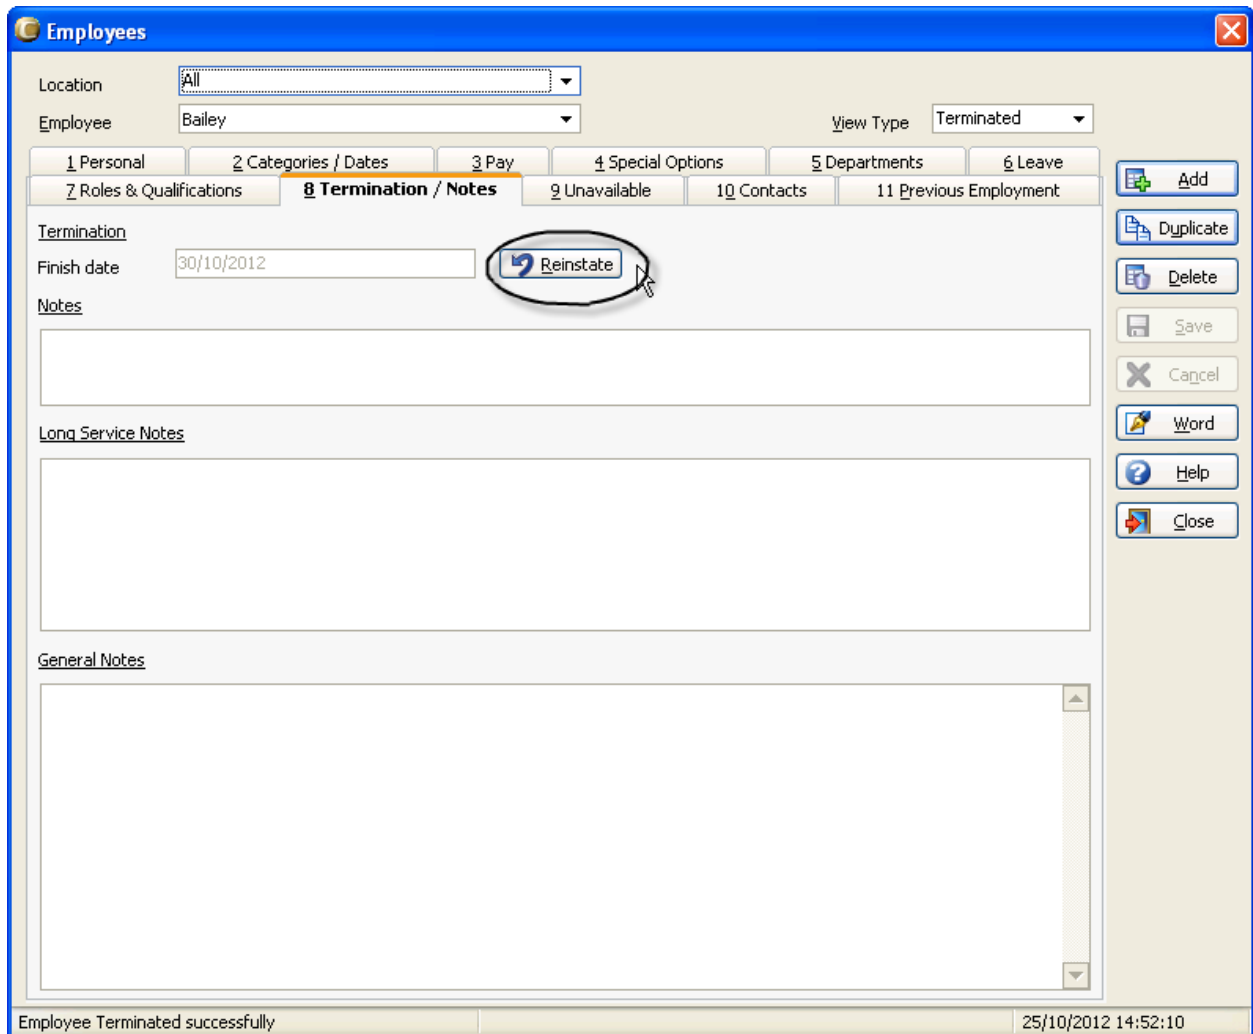 Employees
Location All
Employee Bailey View Type Terminated
1 Personal 2 Categories / Dates 3 Pay 4 Special Options 5 Departments 6 Leave
7 Roles & Qualifications 8 Termination / Notes 9 Unavailable 10 Contacts 11 Previous Employment
Add
Duplicate
Delete
Save
Cancel
Word
Help
Close
Termination
Finish date 30/10/2012 Reinstate
Notes
Long Service Notes
General Notes
Employee Terminated successfully 25/10/2012 14:52:10